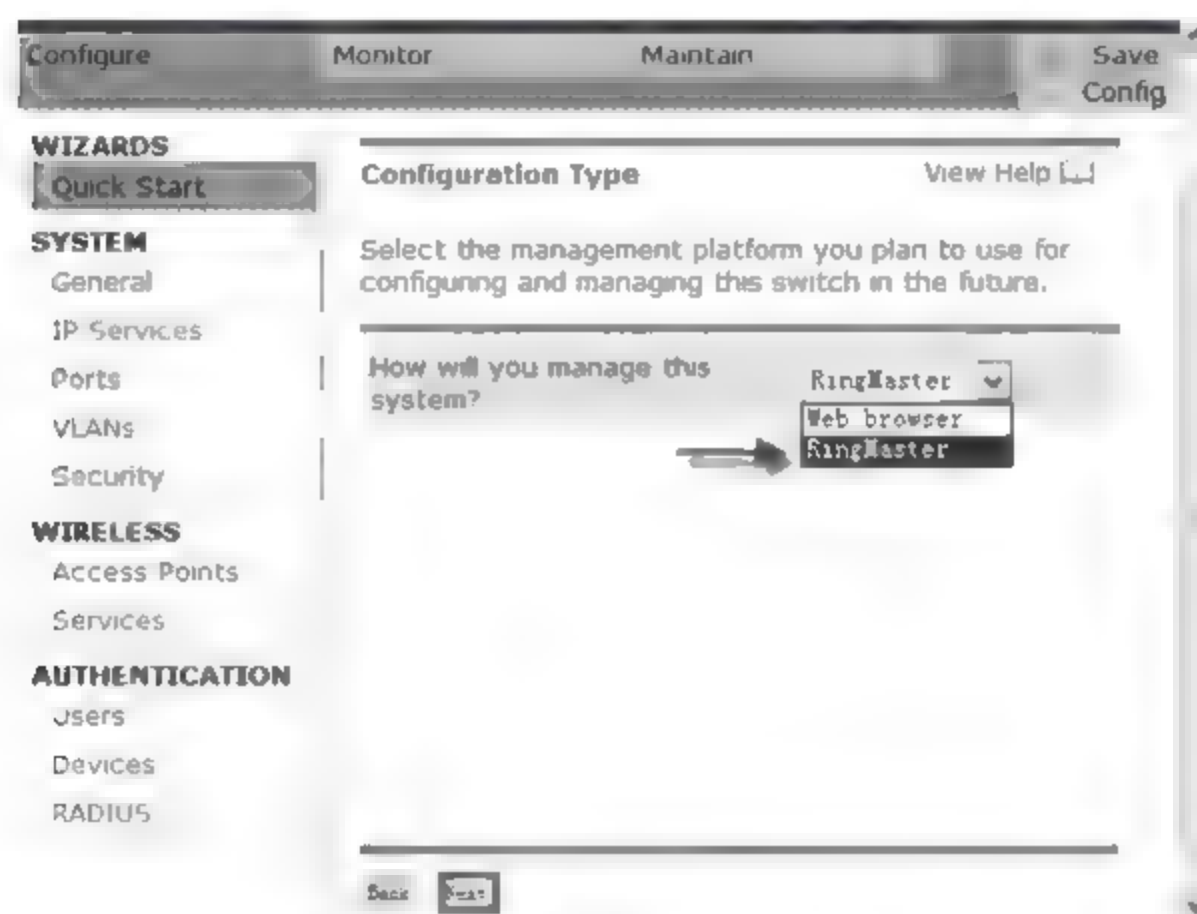 Configure Monitor Maintain Save
Config
WIZARDS
Quick Start
SYSTEM
General
IP Services
Ports
VLANs
Security
WIRELESS
Access Points
Services
AUTHENTICATION
Users
Devices
RADIUS
Configuration Type View Help
Select the management platform you plan to use for
configuring and managing this switch in the future.
How will you manage this
system?
RingMaster
Web browser
RingMaster
Back Next